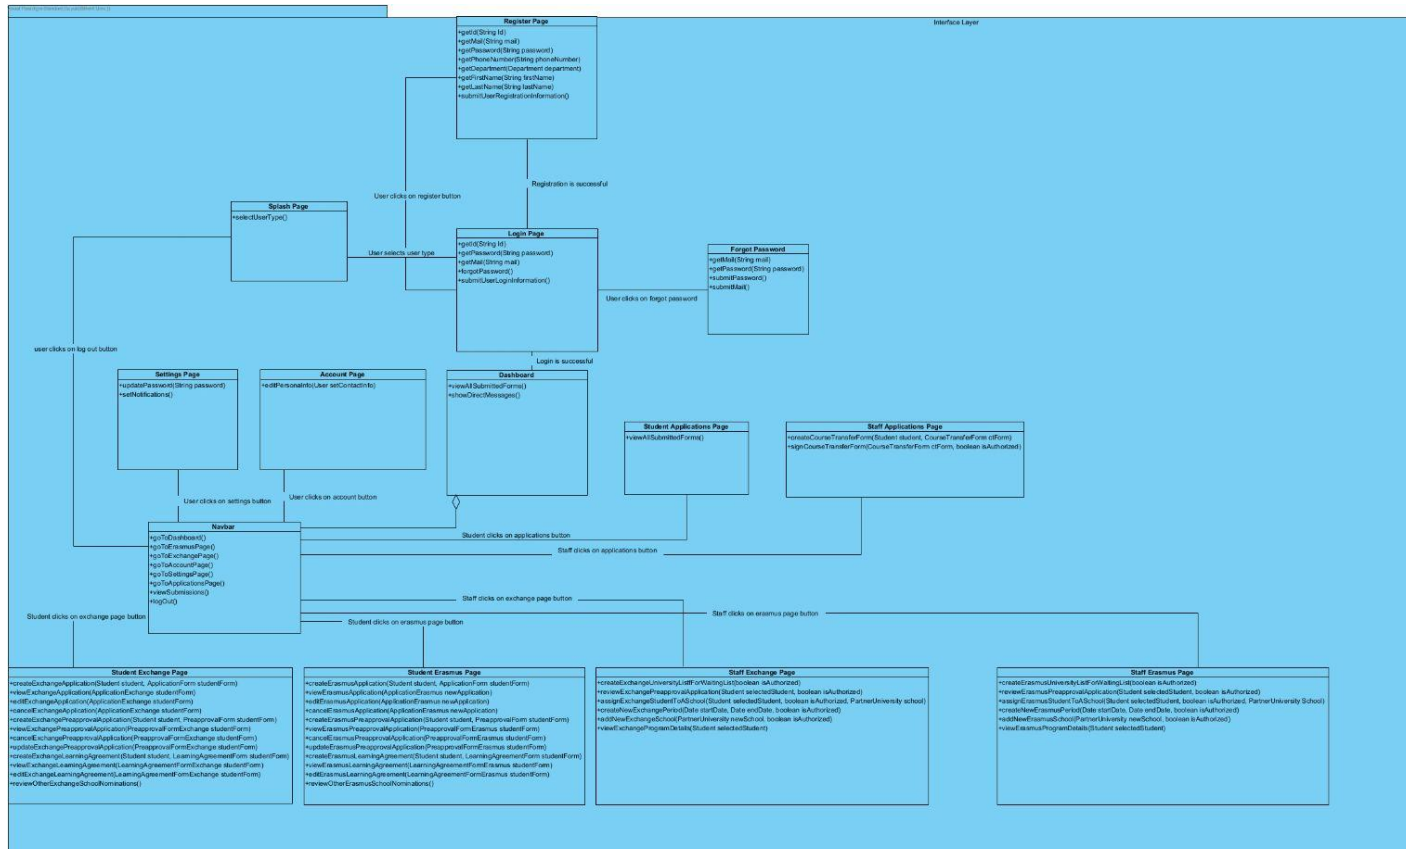 Interface Layer
Register Page
+getId(String Id)
+getMail(String mail)
+getPassword(String password)
+getPhoneNumber(String phoneNumber)
+getDepartment(Department department)
+getFirstName(String firstName)
+getLastName(String lastName)
+submitUserRegistrationInformation()
Registration is successful
User clicks on register button
Splash Page
+selectUserType()
User selects user type
Login Page
+getId(String Id)
+getPassword(String password)
+getMail(String mail)
+forgotPassword()
+submitUserLoginInformation()
Forgot Password
+getMail(String mail)
+getPassword(String password)
+submitPassword()
+submitMail()
User clicks on forgot password
user clicks on log out button
Login is successful
Settings Page
+updatePassword(String password)
+setNotifications()
Account Page
+editPersonalInfo(User setContactInfo)
Dashboard
+viewAllSubmittedForms()
+showDirectMessages()
Student Applications Page
+viewAllSubmittedForms()
Staff Applications Page
+createCourseTransferForm(Student student, CourseTransferForm ctForm)
+signCourseTransferForm(CourseTransferForm ctForm, boolean isAuthorized)
User clicks on settings button
User clicks on account button
Navbar
+goToDashboard()
+goToErasmusPage()
+goToExchangePage()
+goToAccountPage()
+goToSettingsPage()
+goToApplicationsPage()
+viewSubmissions()
+logOut()
Student clicks on applications button
Staff clicks on applications button
Staff clicks on exchange page button
Staff clicks on erasmus page button
Student clicks on exchange page button
Student clicks on erasmus page button
Student Exchange Page
+createExchangeApplication(Student student, ApplicationForm studentForm)
+viewExchangeApplication(ApplicationExchange studentForm)
+editExchangeApplication(ApplicationExchange studentForm)
+cancelExchangeApplication(ApplicationExchange studentForm)
+createExchangePreapprovalApplication(Student student, PreapprovalForm studentForm)
+viewExchangePreapprovalApplication(PreapprovalFormExchange studentForm)
+cancelExchangePreapprovalApplication(PreapprovalFormExchange studentForm)
+updateExchangePreapprovalApplication(PreapprovalFormExchange studentForm)
+createExchangeLearningAgreement(Student student, LearningAgreementForm studentForm)
+viewExchangeLearningAgreement(LearningAgreementFormExchange studentForm)
+editExchangeLearningAgreement(LearningAgreementFormExchange studentForm)
+reviewOtherExchangeSchoolNominations()
Student Erasmus Page
+createErasmusApplication(Student student, ApplicationForm studentForm)
+viewErasmusApplication(ApplicationErasmus newApplication)
+editErasmusApplication(ApplicationErasmus newApplication)
+cancelErasmusApplication(ApplicationErasmus newApplication)
+createErasmusPreapprovalApplication(Student student, PreapprovalForm studentForm)
+viewErasmusPreapprovalApplication(PreapprovalFormErasmus studentForm)
+cancelErasmusPreapprovalApplication(PreapprovalFormErasmus studentForm)
+updateErasmusPreapprovalApplication(PreapprovalFormErasmus studentForm)
+createErasmusLearningAgreement(Student student, LearningAgreementForm studentForm)
+viewErasmusLearningAgreement(LearningAgreementFormErasmus studentForm)
+editErasmusLearningAgreement(LearningAgreementFormErasmus studentForm)
+reviewOtherErasmusSchoolNominations()
Staff Exchange Page
+createExchangeUniversityListForWaitingList(boolean isAuthorized)
+reviewExchangePreapprovalApplication(Student selectedStudent, boolean isAuthorized)
+assignExchangeStudentToASchool(Student selectedStudent, boolean isAuthorized, PartnerUniversity school)
+createNewExchangePeriod(Date startDate, Date endDate, boolean isAuthorized)
+addNewExchangeSchool(PartnerUniversity newSchool, boolean isAuthorized)
+viewExchangeProgramDetails(Student selectedStudent)
Staff Erasmus Page
+createErasmusUniversityListForWaitingList(boolean isAuthorized)
+reviewErasmusPreapprovalApplication(Student selectedStudent, boolean isAuthorized)
+assignErasmusStudentToASchool(Student selectedStudent, boolean isAuthorized, PartnerUniversity School)
+createNewErasmusPeriod(Date startDate, Date endDate, boolean isAuthorized)
+addNewErasmusSchool(PartnerUniversity newSchool, boolean isAuthorized)
+viewErasmusProgramDetails(Student selectedStudent)